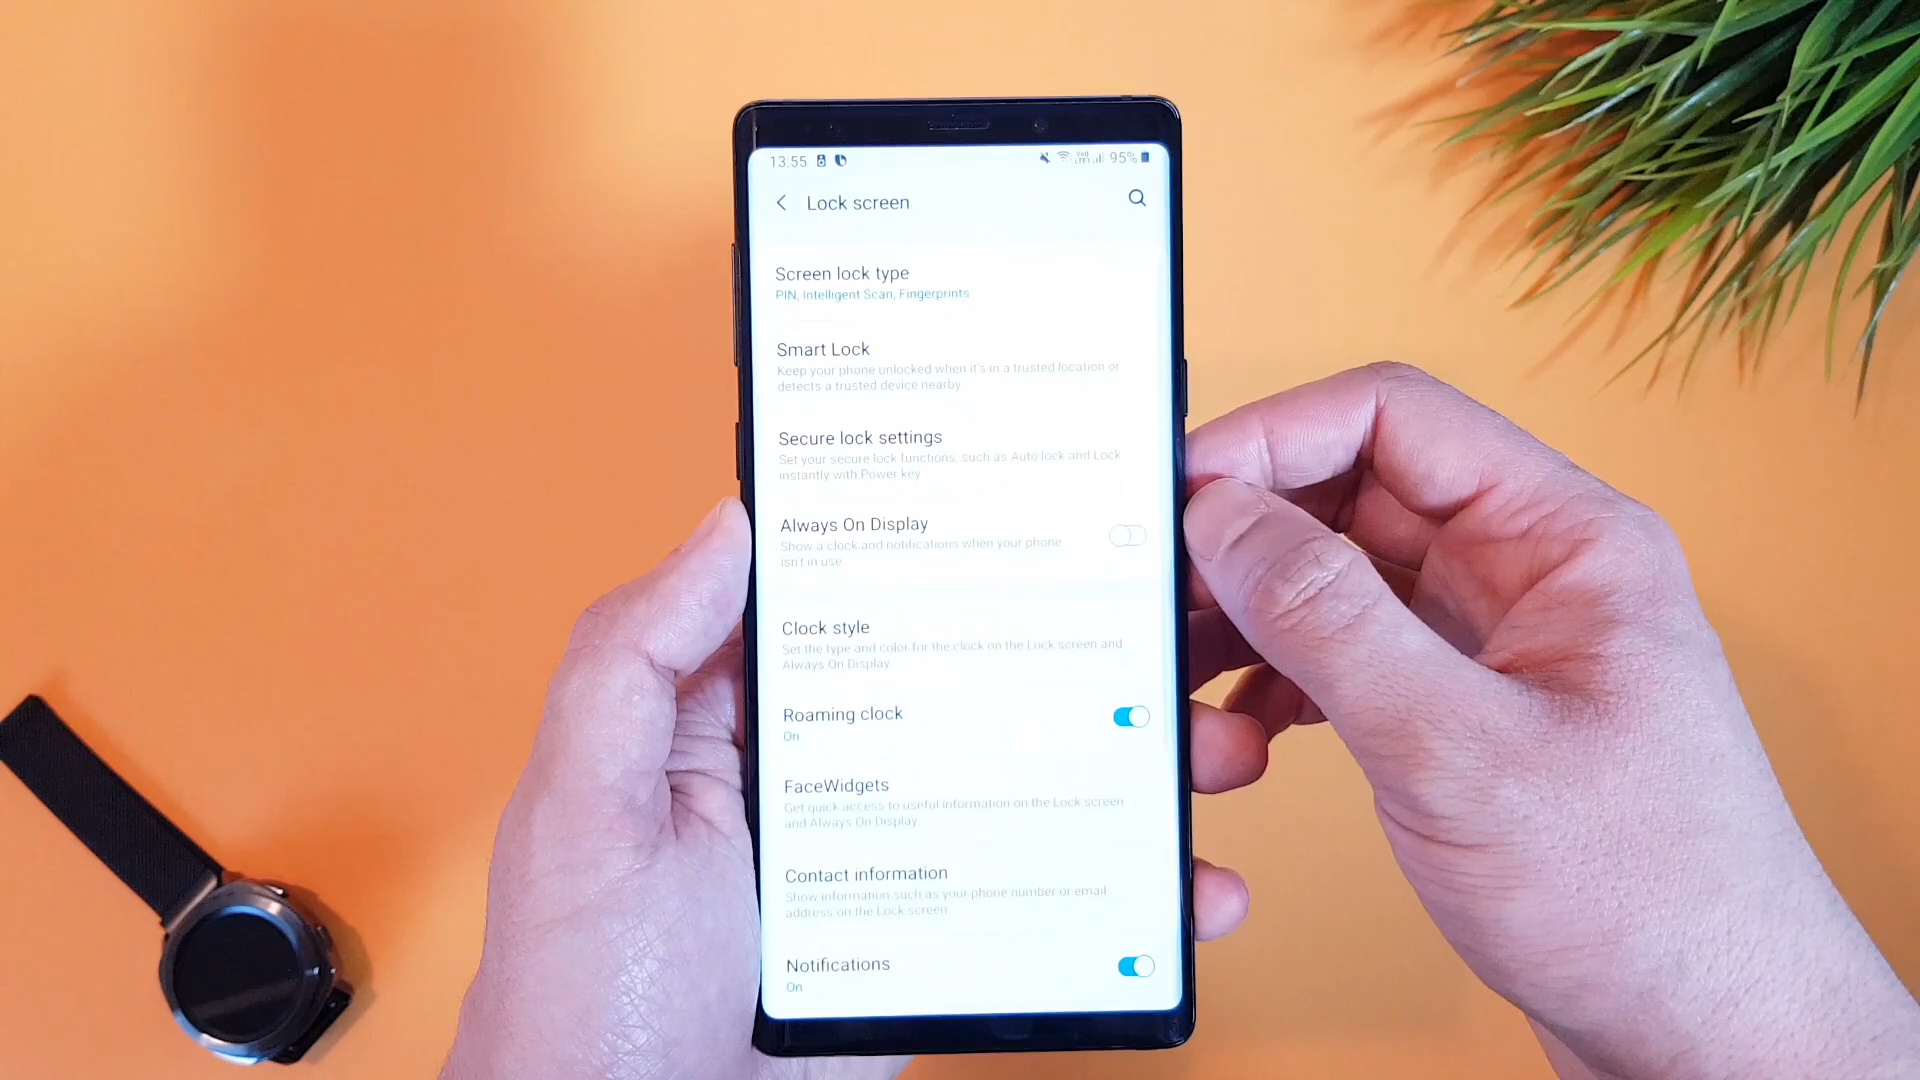 13:55
95%
Lock screen
Screen lock type
PIN, Intelligent Scan, Fingerprints
Smart Lock
Keep your phone unlocked when it's in a trusted location or
detects a trusted device nearby.
Secure lock settings
Set your secure lock functions, such as Auto lock and Lock
instantly with Power key.
Always On Display
Show a clock and notifications when your phone
isn't in use.
Clock style
Set the type and color for the clock on the Lock screen and
Always On Display.
Roaming clock
On
FaceWidgets
Get quick access to useful information on the Lock screen
and Always On Display.
Contact information
Show information such as your phone number or email
address on the Lock screen.
Notifications
On